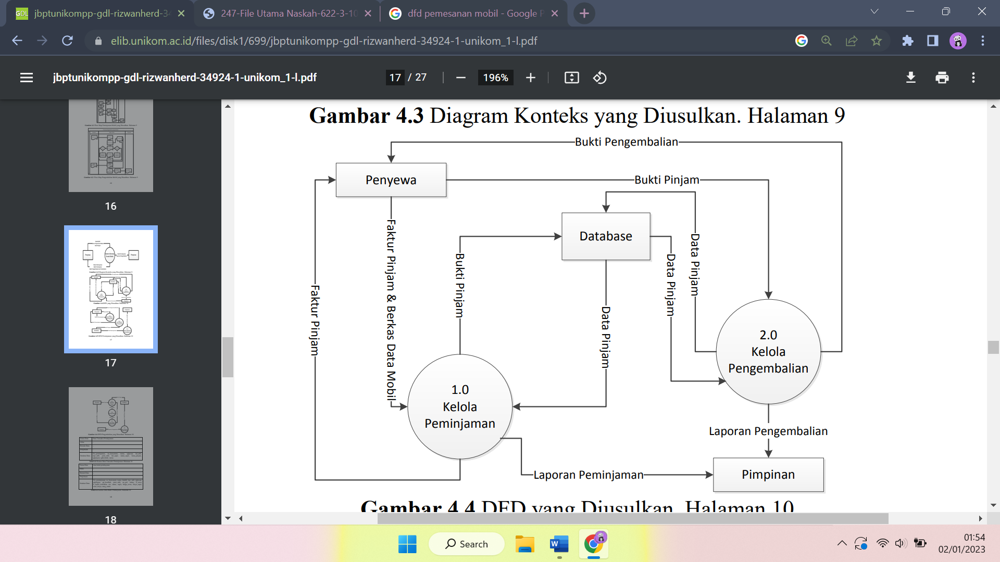 GDL jbptunikompp-gdl-rizwanherd-34
247-File Utama Naskah-622-3-10
dfd pemesanan mobil - Google P
elib.unikom.ac.id/files/disk1/699/jbptunikompp-gdl-rizwanherd-34924-1-unikom_1-l.pdf
jbptunikompp-gdl-rizwanherd-34924-1-unikom_1-l.pdf
17 / 27
196%
16
17
18
Gambar 4.3 Diagram Konteks yang Diusulkan. Halaman 9
Bukti Pengembalian
Penyewa
Bukti Pinjam
Database
Faktur Pinjam
Faktur Pinjam & Berkas Data Mobil
Bukti Pinjam
Data Pinjam
Data Pinjam
Data Pinjam
2.0
Kelola
Pengembalian
1.0
Kelola
Peminjaman
Laporan Pengembalian
Laporan Peminjaman
Pimpinan
Gambar 4.4 DFD yang Diusulkan. Halaman 10
Search
W
01:54
02/01/2023